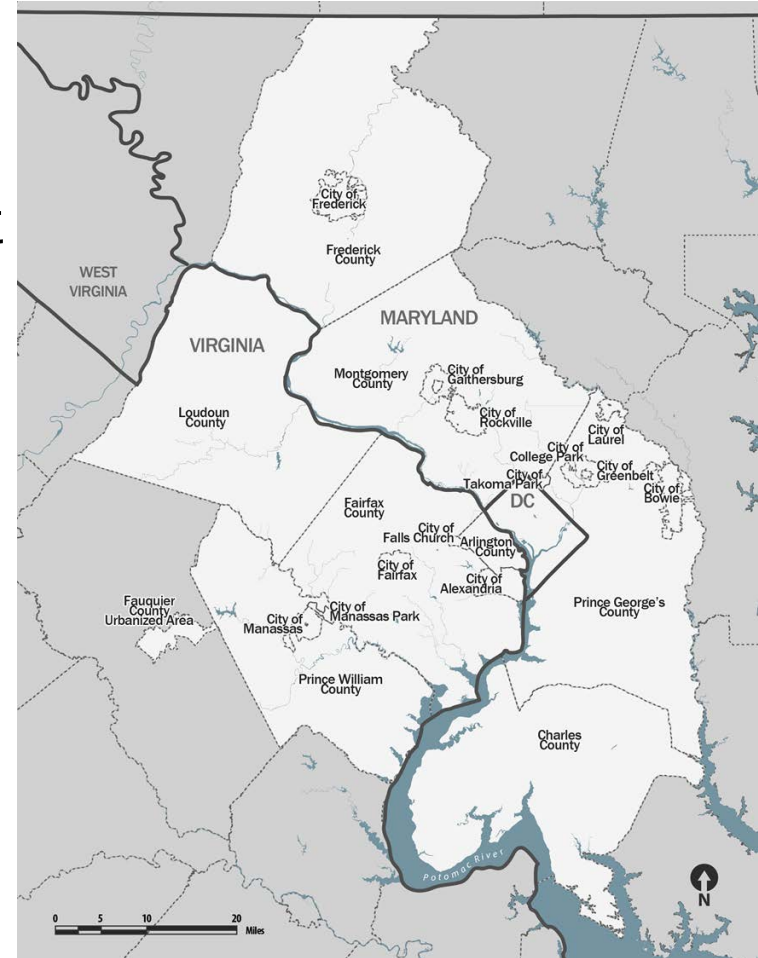 City of
Frederick
Frederick
County
WEST
VIRGINIA
MARYLAND
VIRGINIA
Montgomery
County
City of
Gaithersburg
City of
Rockville
Loudoun
County
City of
Laurel
City of
College Park
City of
Greenbelt
City of
Takoma Park
City of
Bowie
DC
Fairfax
County
City of
Falls Church
Arlington
County
City of
Fairfax
City of
Alexandria
Fauquier
County
Urbanized Area
City of
Manassas
City of
Manassas Park
Prince George's
County
Prince William
County
Charles
County
Potomac River
N
0 5 10 20
Miles